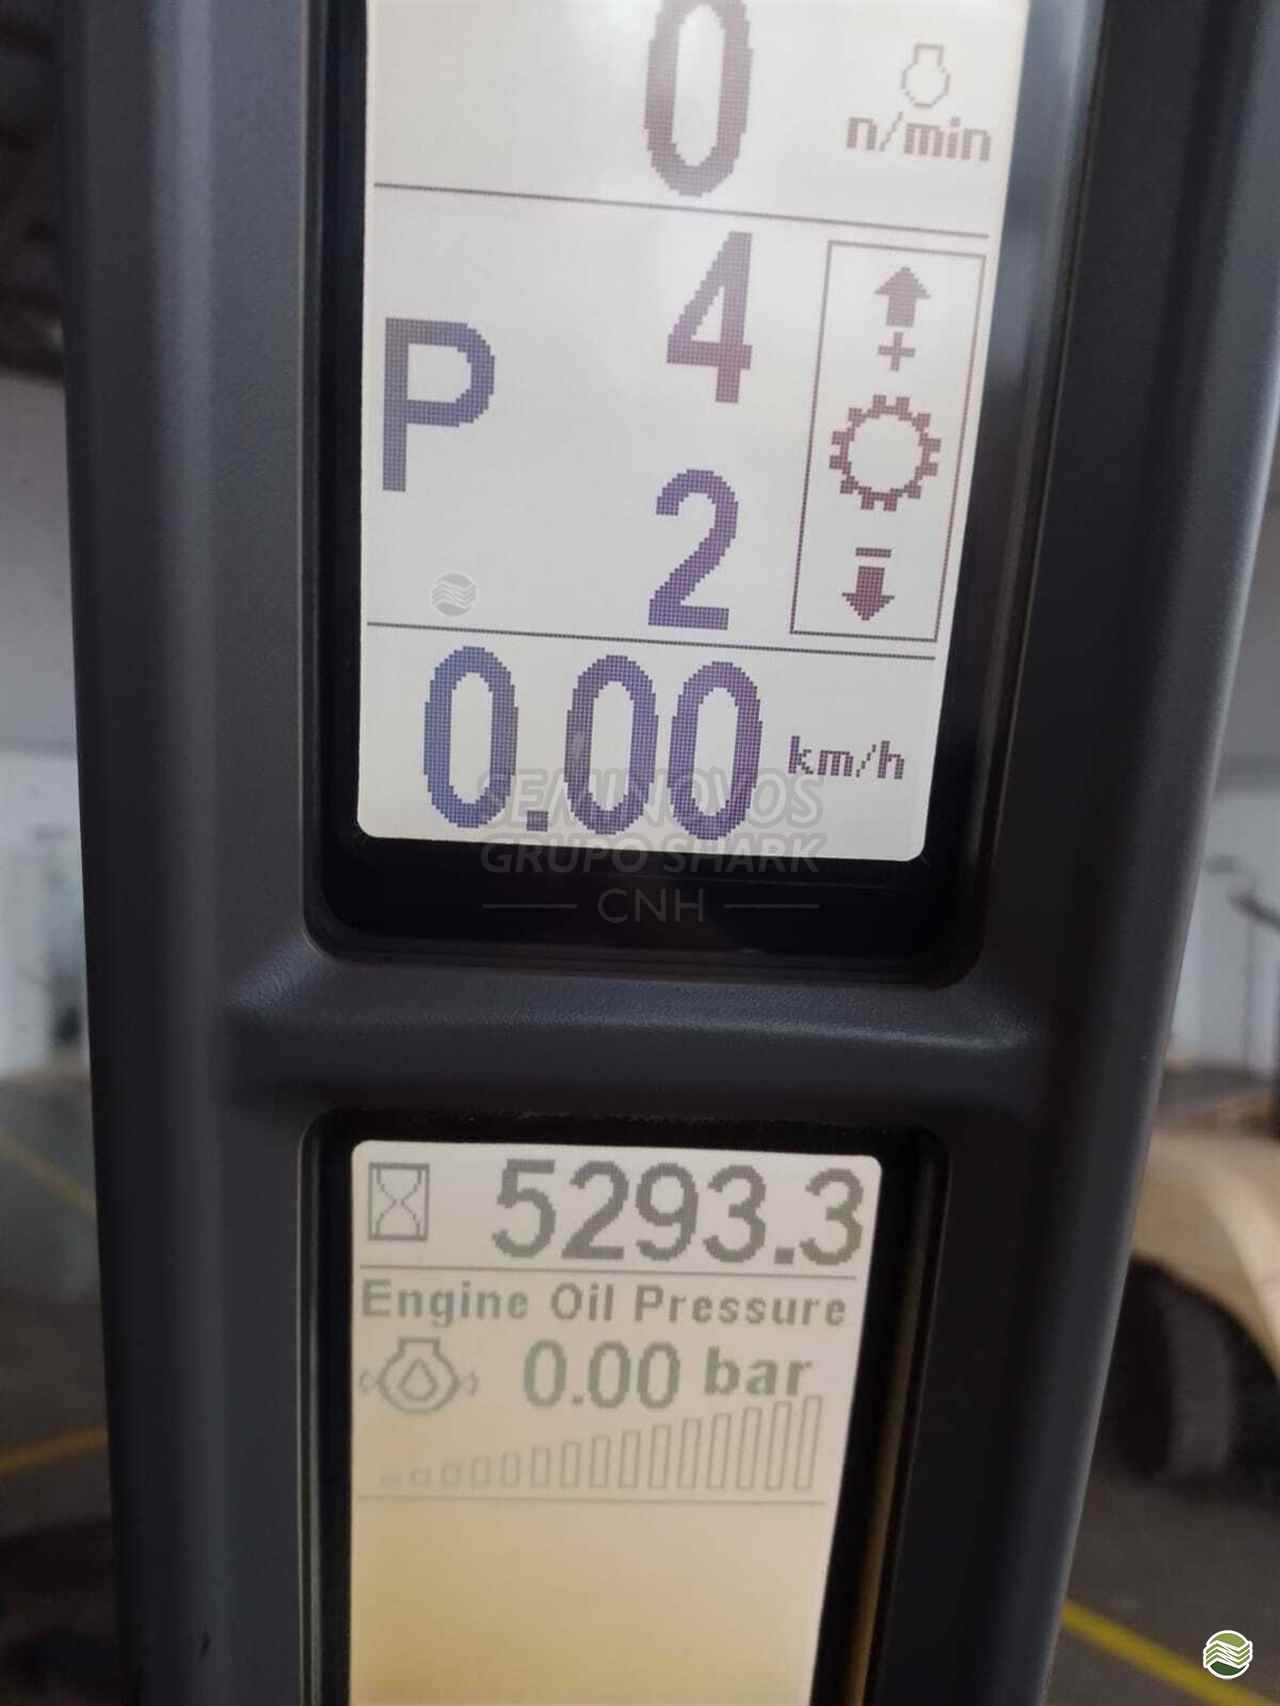 0 n/min
4
P
2
0.00 km/h
SEMINOVOS
GRUPO SHARK
CNH
5293.3
Engine Oil Pressure
0.00 bar